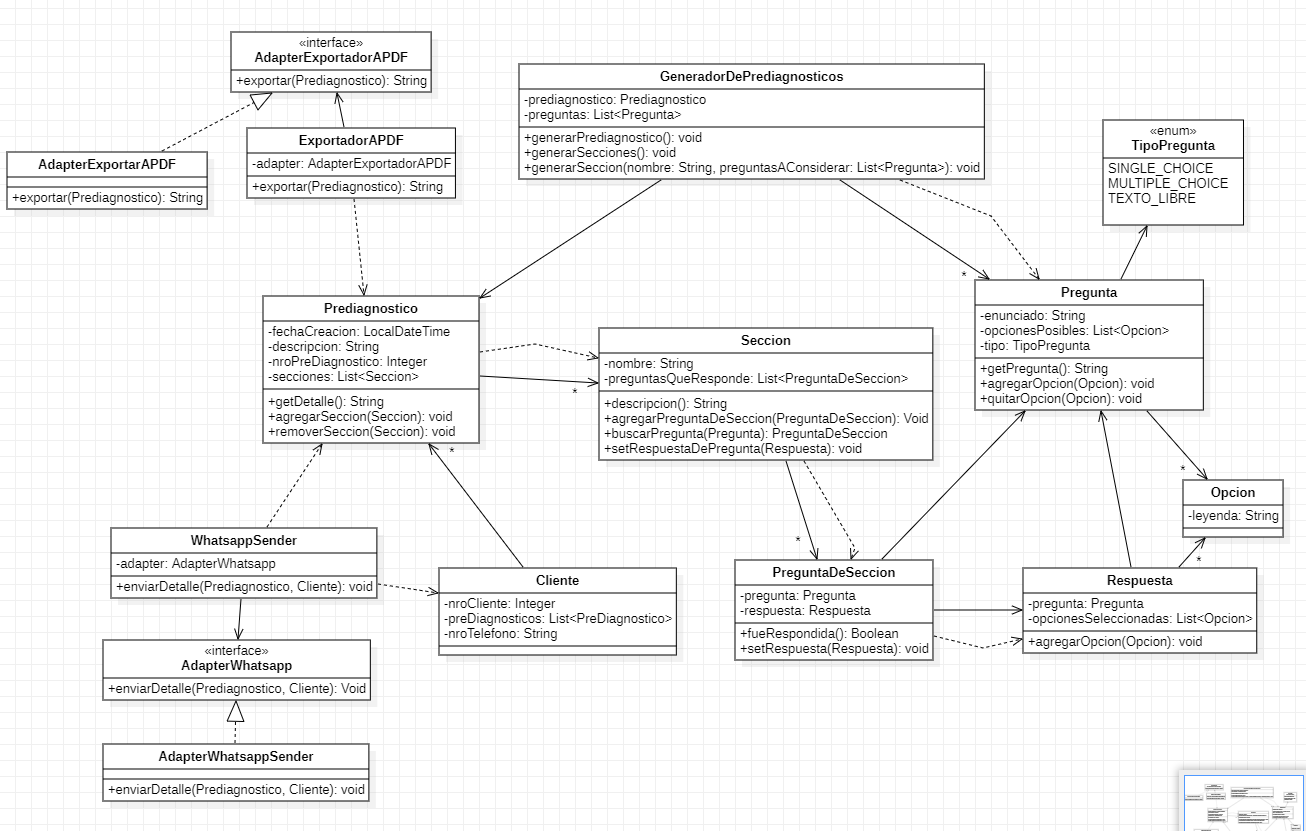 «interface»
AdapterExportadorAPDF
+exportar(Prediagnostico): String
AdapterExportarAPDF
+exportar(Prediagnostico): String
ExportadorAPDF
-adapter: AdapterExportadorAPDF
+exportar(Prediagnostico): String
GeneradorDePrediagnosticos
-prediagnostico: Prediagnostico
-preguntas: List<Pregunta>
+generarPrediagnostico(): void
+generarSecciones(): void
+generarSeccion(nombre: String, preguntasAConsiderar: List<Pregunta>): void
«enum»
TipoPregunta
SINGLE_CHOICE
MULTIPLE_CHOICE
TEXTO_LIBRE
*
Pregunta
-enunciado: String
-opcionesPosibles: List<Opcion>
-tipo: TipoPregunta
+getPregunta(): String
+agregarOpcion(Opcion): void
+quitarOpcion(Opcion): void
Prediagnostico
-fechaCreacion: LocalDateTime
-descripcion: String
-nroPreDiagnostico: Integer
-secciones: List<Seccion>
+getDetalle(): String
+agregarSeccion(Seccion): void
+removerSeccion(Seccion): void
*
Seccion
-nombre: String
-preguntasQueResponde: List<PreguntaDeSeccion>
+descripcion(): String
+agregarPreguntaDeSeccion(PreguntaDeSeccion): Void
+buscarPregunta(Pregunta): PreguntaDeSeccion
+setRespuestaDePregunta(Respuesta): void
*
*
Opcion
-leyenda: String
WhatsappSender
-adapter: AdapterWhatsapp
+enviarDetalle(Prediagnostico, Cliente): void
Cliente
-nroCliente: Integer
-preDiagnosticos: List<PreDiagnostico>
-nroTelefono: String
*
PreguntaDeSeccion
-pregunta: Pregunta
-respuesta: Respuesta
+fueRespondida(): Boolean
+setRespuesta(Respuesta): void
*
Respuesta
-pregunta: Pregunta
-opcionesSeleccionadas: List<Opcion>
+agregarOpcion(Opcion): void
«interface»
AdapterWhatsapp
+enviarDetalle(Prediagnostico, Cliente): Void
AdapterWhatsappSender
+enviarDetalle(Prediagnostico, Cliente): void